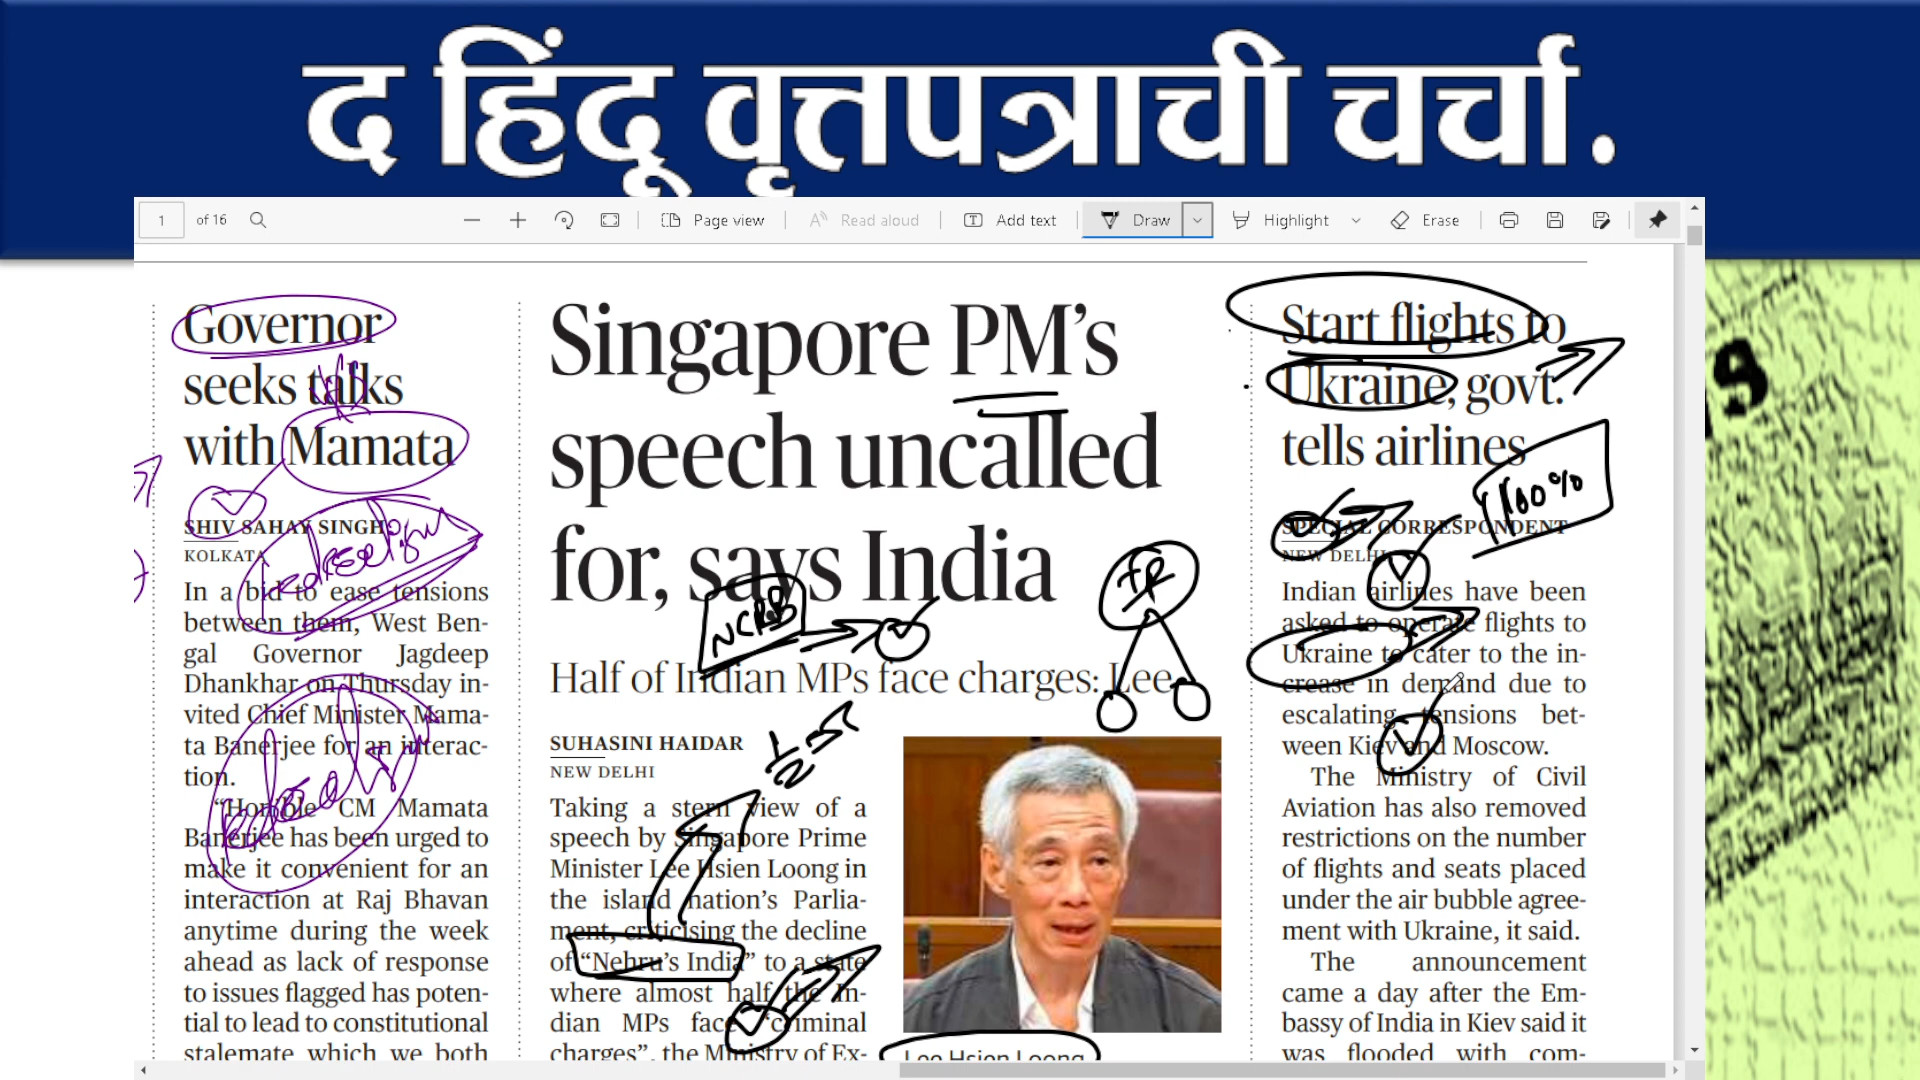 द हिंदू वृत्तपत्राची चर्चा.
1 of 16 Page view Read aloud Add text Draw Highlight Erase
Governor
seeks talks
with Mamata
SHIV SAHAY SINGH
KOLKATA
In a bid to ease tensions
between them, West Ben-
gal Governor Jagdeep
Dhankhar on Thursday in-
vited Chief Minister Mama-
ta Banerjee for an interac-
tion.
“Hon’ble CM Mamata
Banerjee has been urged to
make it convenient for an
interaction at Raj Bhavan
anytime during the week
ahead as lack of response
to issues flagged has poten-
tial to lead to constitutional
stalemate which we both
Singapore PM’s
speech uncalled
for, says India
NCRB
FR
Half of Indian MPs face charges: Lee
SUHASINI HAIDAR
NEW DELHI
Taking a stern view of a
speech by Singapore Prime
Minister Lee Hsien Loong in
the island nation’s Parlia-
ment, criticising the decline
of “Nehru’s India” to a state
where almost half the In-
dian MPs face “criminal
charges”, the Ministry of Ex-
Lee Hsien Loong
Start flights to
Ukraine, govt.
tells airlines
100%
SPECIAL CORRESPONDENT
NEW DELHI
Indian airlines have been
asked to operate flights to
Ukraine to cater to the in-
crease in demand due to
escalating tensions bet-
ween Kiev and Moscow.
The Ministry of Civil
Aviation has also removed
restrictions on the number
of flights and seats placed
under the air bubble agree-
ment with Ukraine, it said.
The announcement
came a day after the Em-
bassy of India in Kiev said it
was flooded with com-